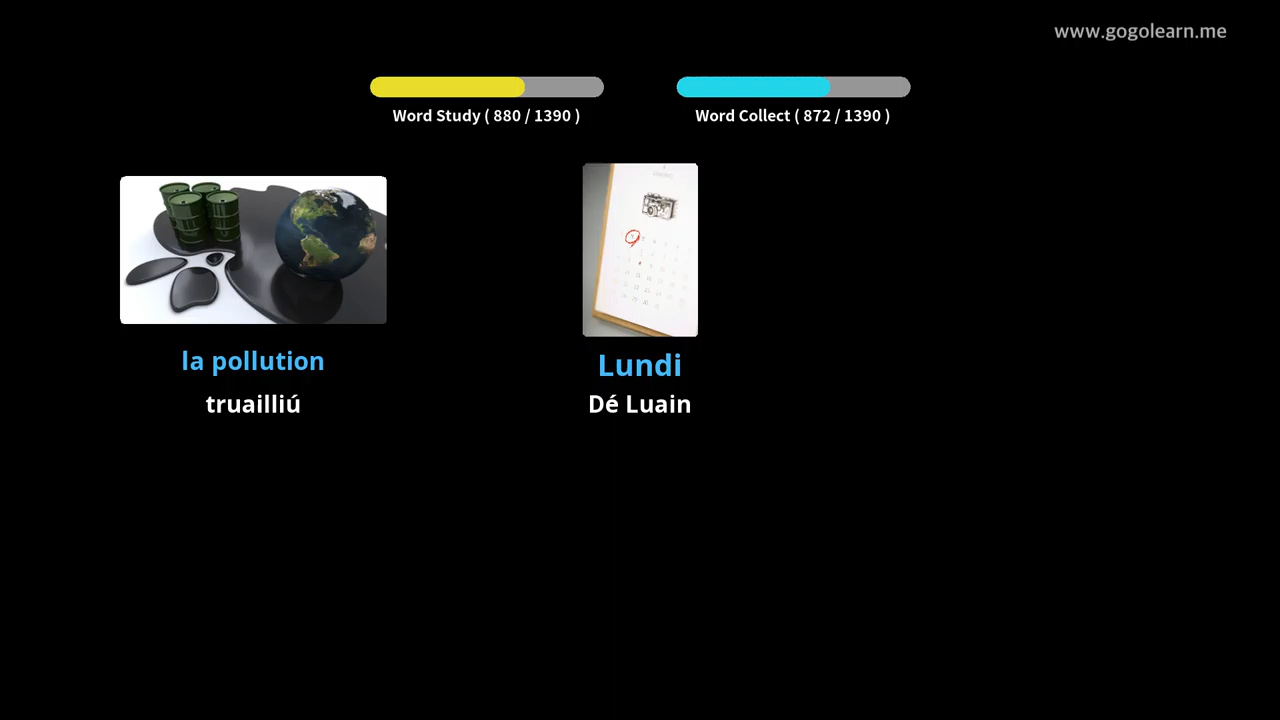 www.gogolearn.me
Word Study ( 880 / 1390 )
Word Collect ( 872 / 1390 )
la pollution
truailliú
Lundi
Dé Luain